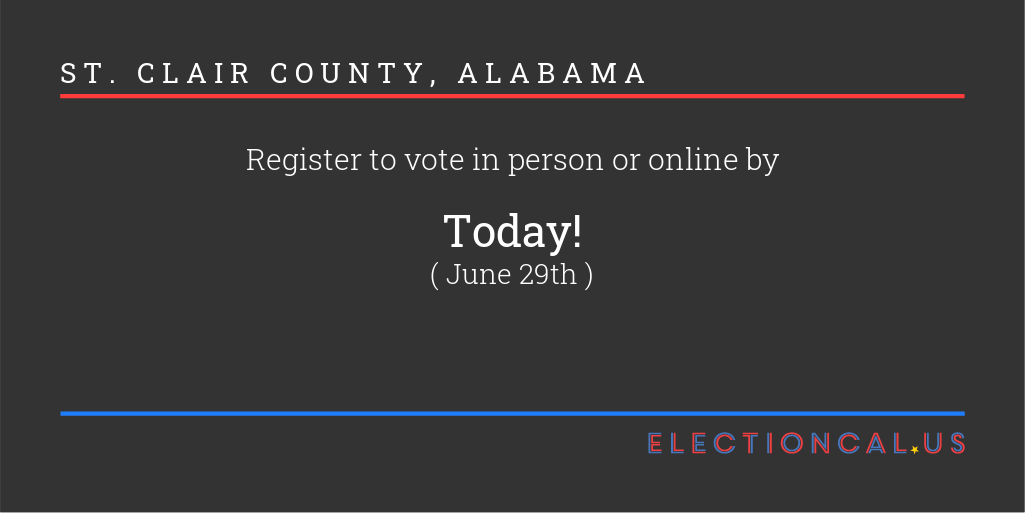 ST. CLAIR COUNTY, ALABAMA
Register to vote in person or online by
Today!
( June 29th )
ELECTIONCAL.US